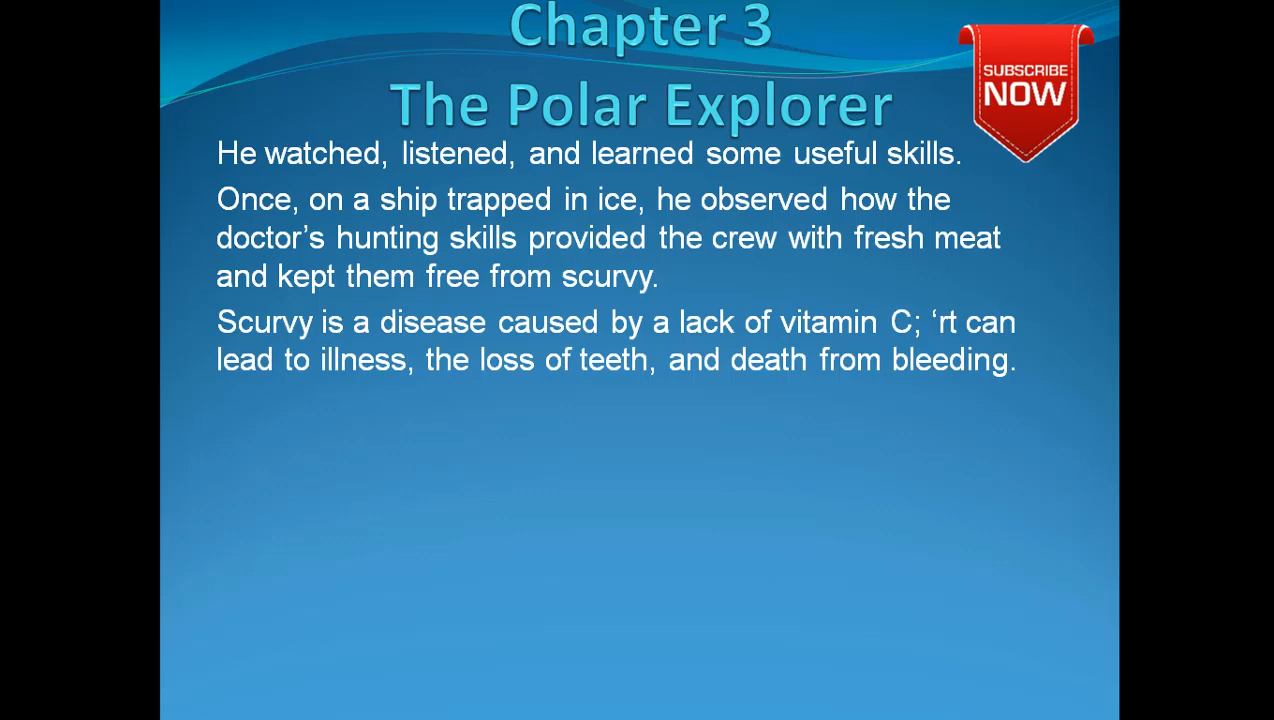 Chapter 3
The Polar Explorer
SUBSCRIBE
NOW
He watched, listened, and learned some useful skills.
Once, on a ship trapped in ice, he observed how the
doctor’s hunting skills provided the crew with fresh meat
and kept them free from scurvy.
Scurvy is a disease caused by a lack of vitamin C; ‘rt can
lead to illness, the loss of teeth, and death from bleeding.